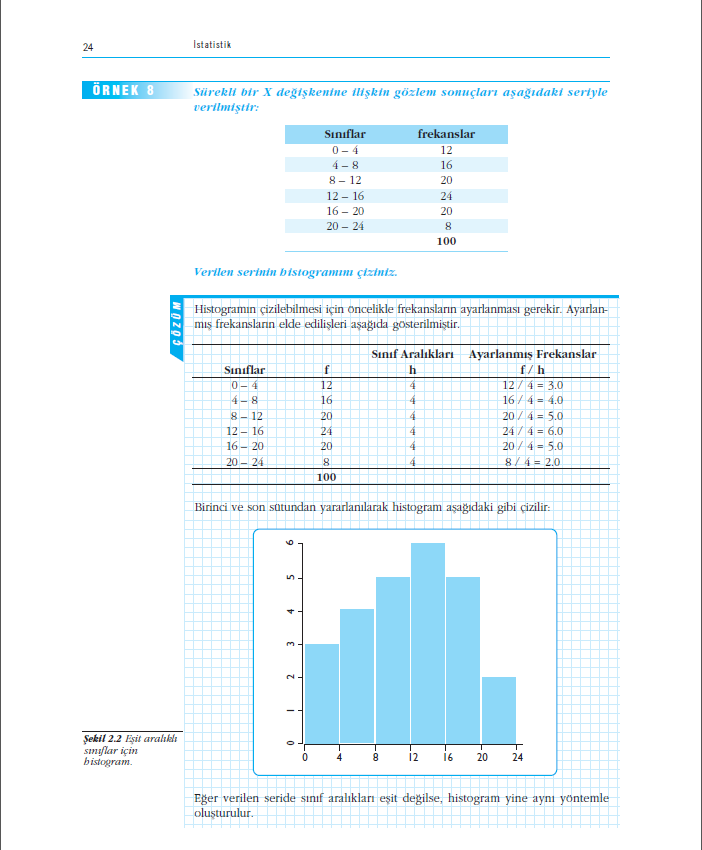 24
İstatistik
ÖRNEK 8
Sürekli bir X değişkenine ilişkin gözlem sonuçları aşağıdaki seriyle
verilmiştir:
Sınıflar frekanslar
0 – 4 12
4 – 8 16
8 – 12 20
12 – 16 24
16 – 20 20
20 – 24 8
100
Verilen serinin histogramını çiziniz.
ÇÖZÜM
Histogramın çizilebilmesi için öncelikle frekansların ayarlanması gerekir. Ayarlan-
mış frekansların elde edilişleri aşağıda gösterilmiştir.
Sınıf Aralıkları Ayarlanmış Frekanslar
Sınıflar f h f / h
0 – 4 12 4 12 / 4 = 3.0
4 – 8 16 4 16 / 4 = 4.0
8 – 12 20 4 20 / 4 = 5.0
12 – 16 24 4 24 / 4 = 6.0
16 – 20 20 4 20 / 4 = 5.0
20 – 24 8 4 8 / 4 = 2.0
100
Birinci ve son sütundan yararlanılarak histogram aşağıdaki gibi çizilir:
6
5
4
3
2
1
0
0 4 8 12 16 20 24
Şekil 2.2 Eşit aralıklı
sınıflar için
histogram.
Eğer verilen seride sınıf aralıkları eşit değilse, histogram yine aynı yöntemle
oluşturulur.